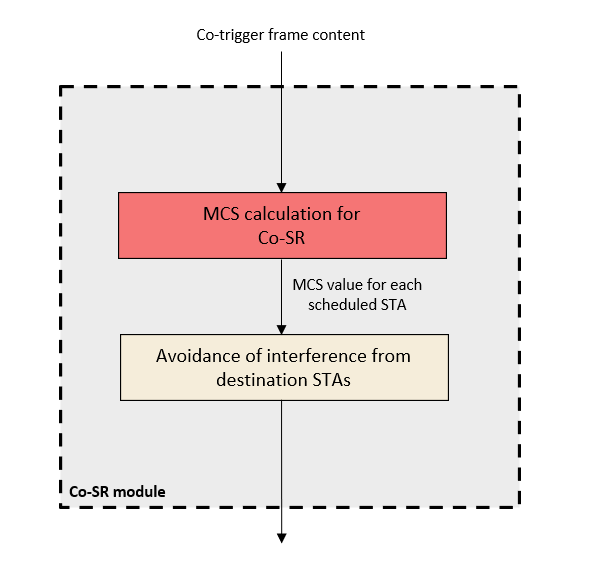 Co-trigger frame content
MCS calculation for
Co-SR
MCS value for each
scheduled STA
Avoidance of interference from
destination STAs
Co-SR module